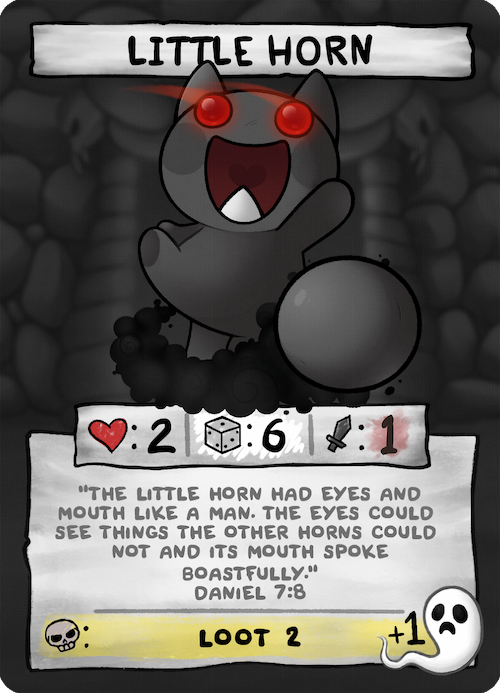 LITTLE HORN
:2 :6 :1
"THE LITTLE HORN HAD EYES AND
MOUTH LIKE A MAN. THE EYES COULD
SEE THINGS THE OTHER HORNS COULD
NOT AND ITS MOUTH SPOKE
BOASTFULLY."
DANIEL 7:8
: LOOT 2 +1